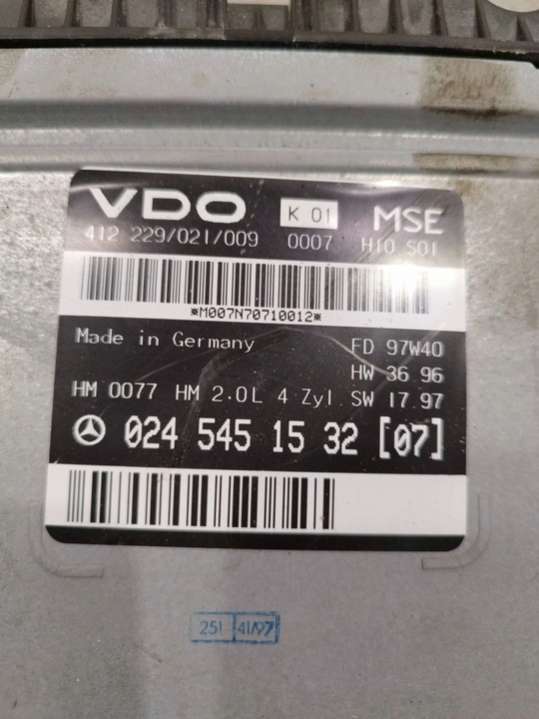 VDO K 01 MSE
412 229/021/009 0007 H10 S01
*M007N70710012*
Made in Germany FD 97W40
HW 36 96
HM 0077 HM 2.0L 4 Zyl SW 17 97
024 545 15 32 [07]
251 41/97